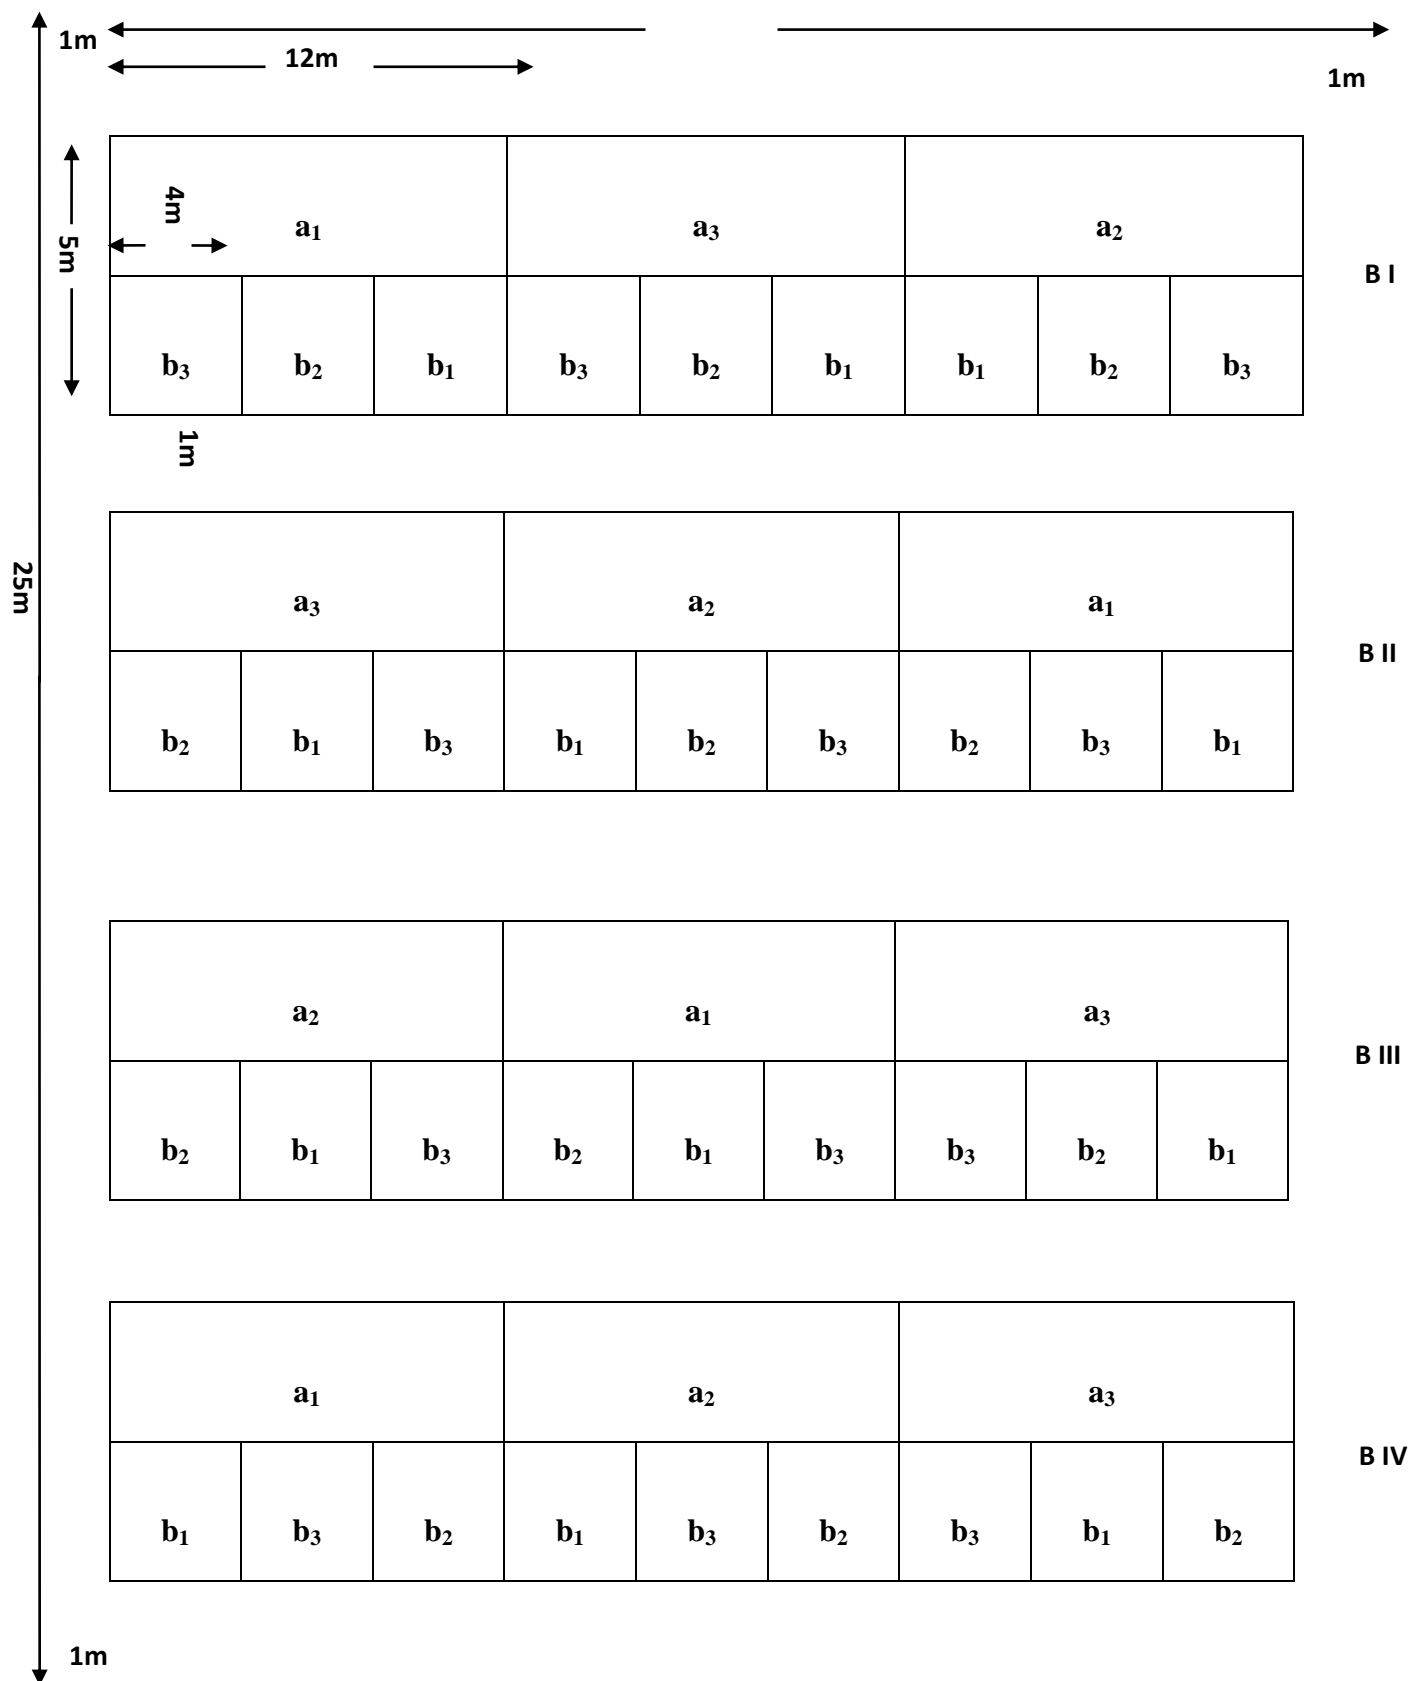 1m
12m
1m
4m
5m
a₁ a₃ a₂
B I
b₃ b₂ b₁ b₃ b₂ b₁ b₁ b₂ b₃
1m
25m
a₃ a₂ a₁
B II
b₂ b₁ b₃ b₁ b₂ b₃ b₂ b₃ b₁
a₂ a₁ a₃
B III
b₂ b₁ b₃ b₂ b₁ b₃ b₃ b₂ b₁
a₁ a₂ a₃
B IV
b₁ b₃ b₂ b₁ b₃ b₂ b₃ b₁ b₂
1m